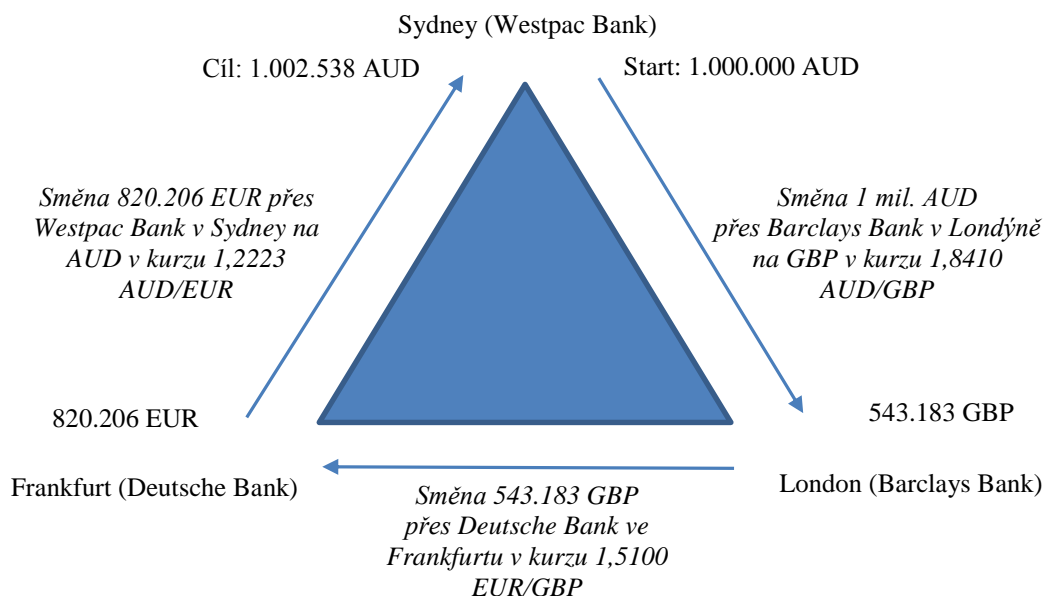 Sydney (Westpac Bank)
Cíl: 1.002.538 AUD
Start: 1.000.000 AUD
Směna 820.206 EUR přes
Westpac Bank v Sydney na
AUD v kurzu 1,2223
AUD/EUR
Směna 1 mil. AUD
přes Barclays Bank v Londýně
na GBP v kurzu 1,8410
AUD/GBP
820.206 EUR
543.183 GBP
Frankfurt (Deutsche Bank)
London (Barclays Bank)
Směna 543.183 GBP
přes Deutsche Bank ve
Frankfurtu v kurzu 1,5100
EUR/GBP